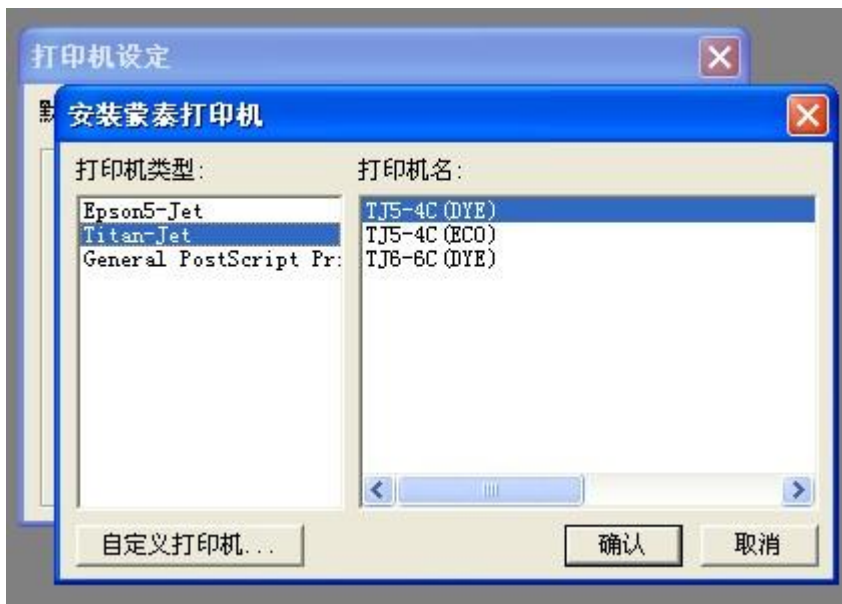 打印机设定
默
安装蒙泰打印机
打印机类型:
打印机名:
Epson5-Jet
Titan-Jet
General PostScript Pr:
TJ5-4C(DYE)
TJ5-4C(ECO)
TJ6-6C(DYE)
自定义打印机...
确认
取消